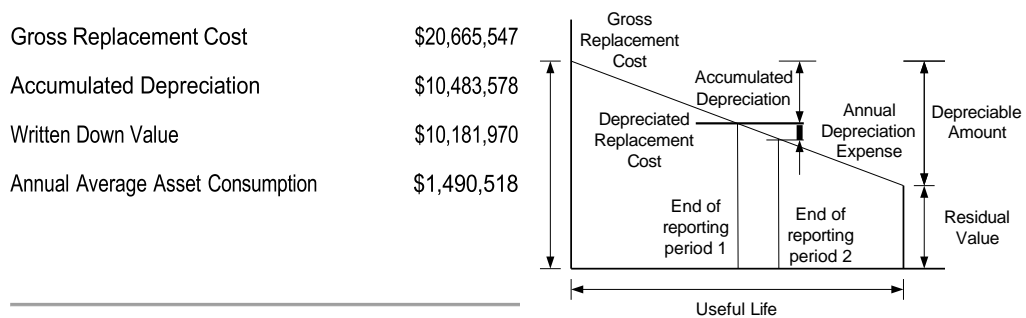 Gross Replacement Cost $20,665,547
Accumulated Depreciation $10,483,578
Written Down Value $10,181,970
Annual Average Asset Consumption $1,490,518
Gross
Replacement
Cost
Accumulated
Depreciation
Depreciated
Replacement
Cost
Annual
Depreciation
Expense
Depreciable
Amount
End of
reporting
period 1
End of
reporting
period 2
Residual
Value
Useful Life